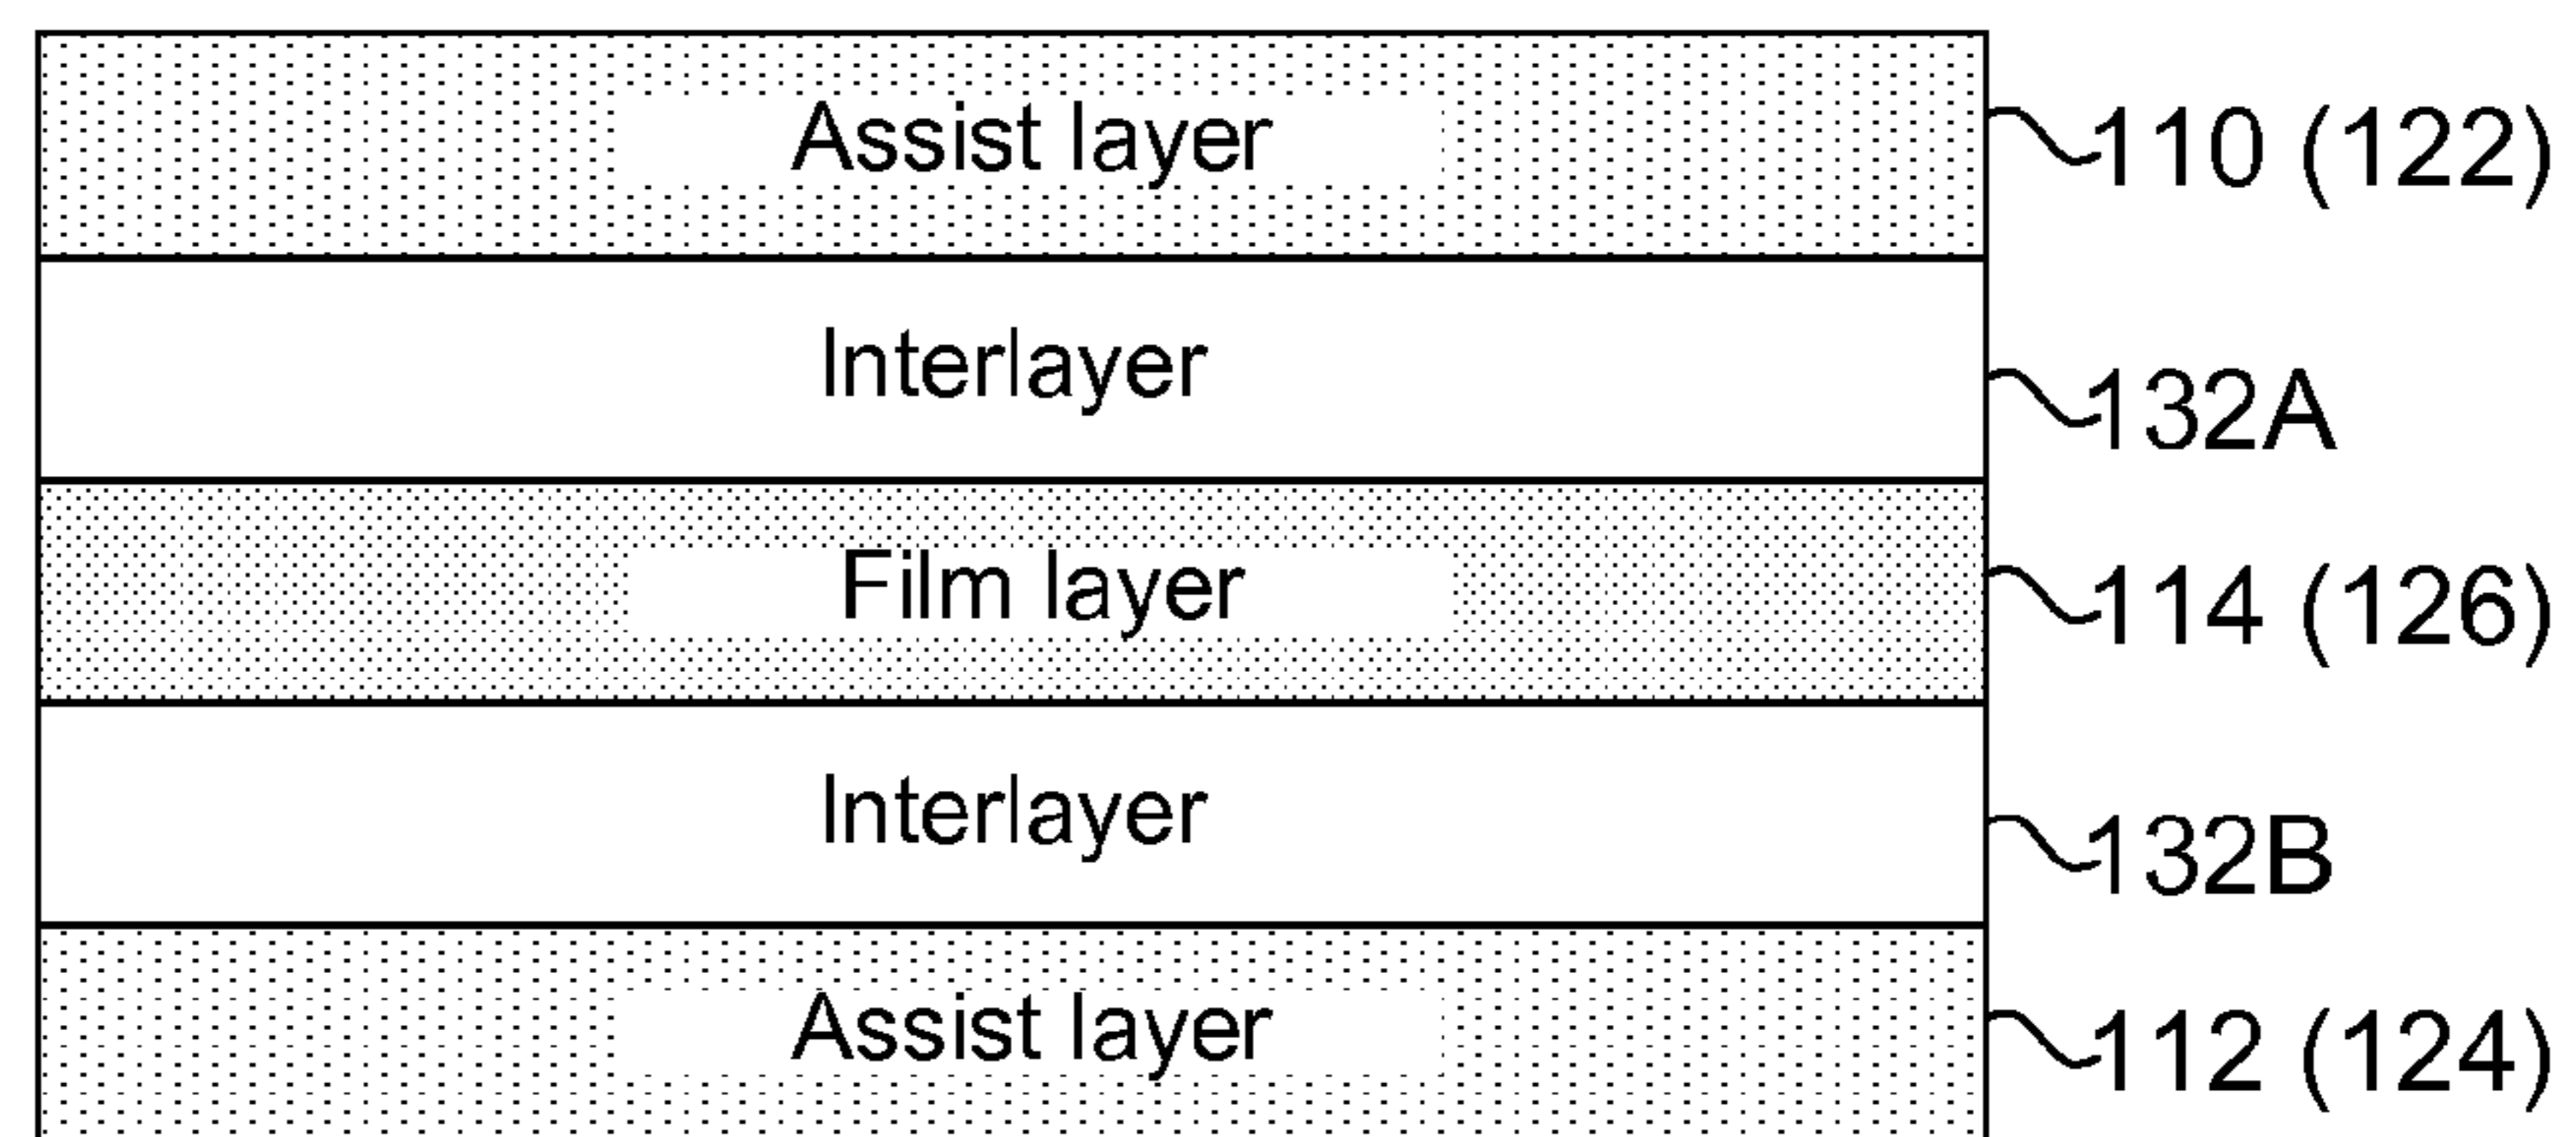 Assist layer 110 (122)
Interlayer 132A
Film layer 114 (126)
Interlayer 132B
Assist layer 112 (124)